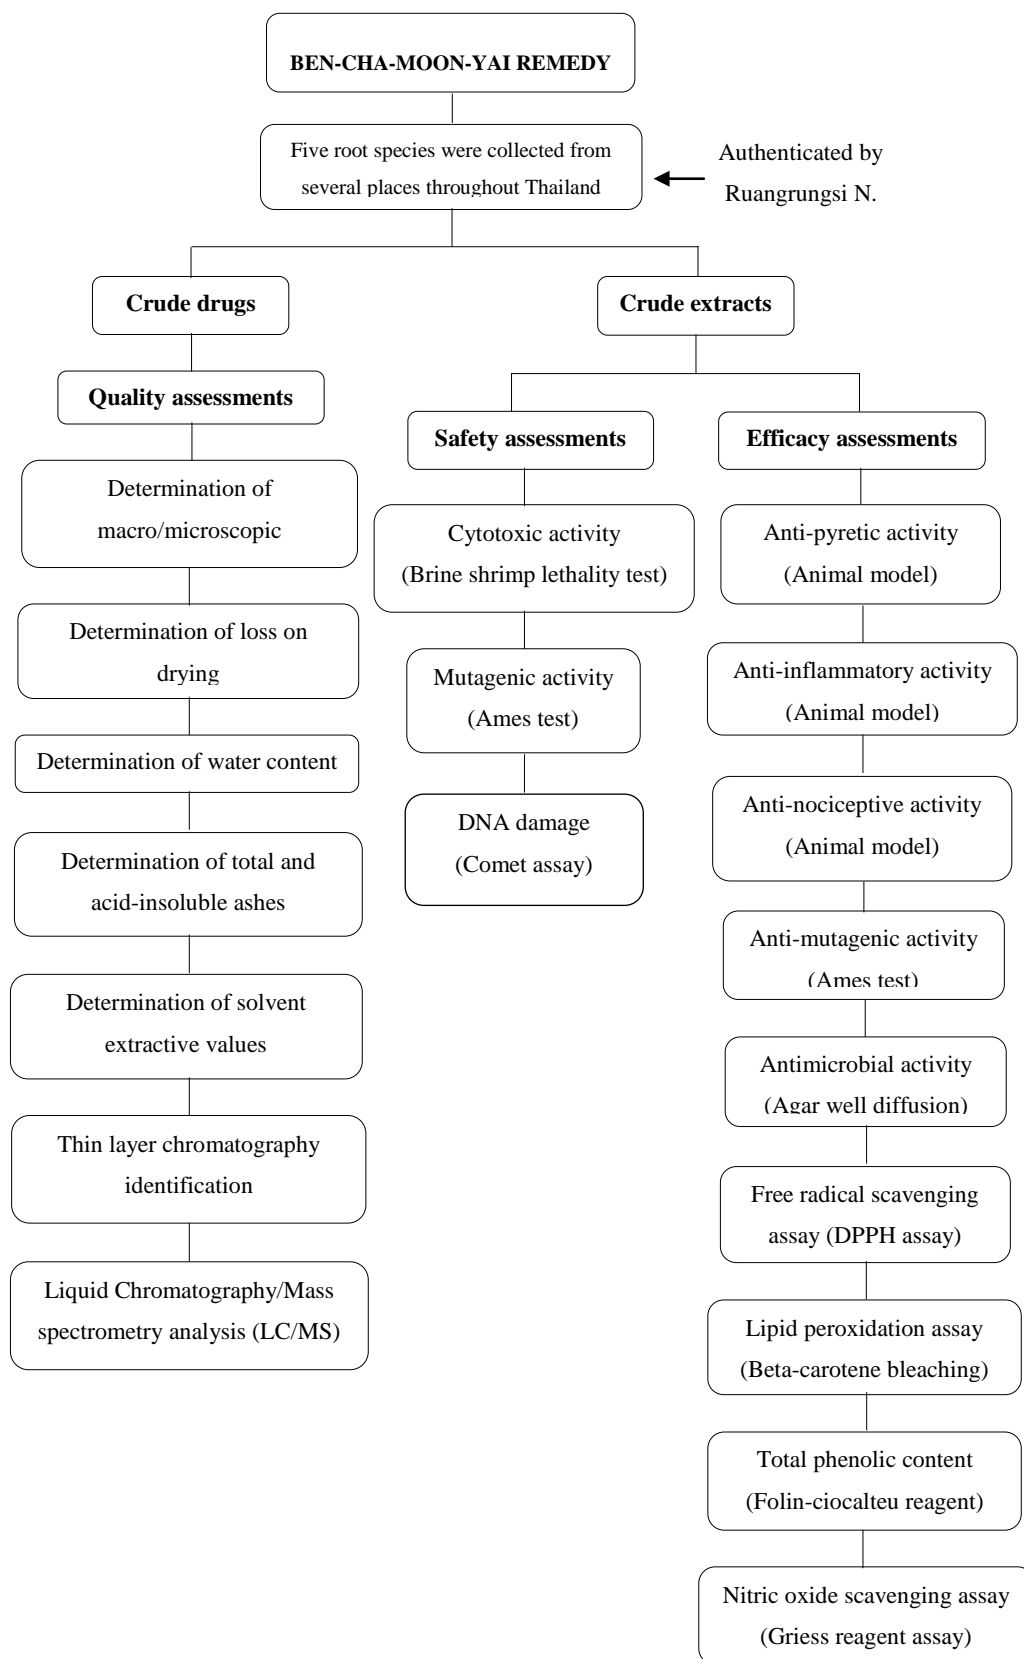 BEN-CHA-MOON-YAI REMEDY
Five root species were collected from
several places throughout Thailand
Authenticated by
Ruangrungsi N.
Crude drugs
Crude extracts
Quality assessments
Safety assessments
Efficacy assessments
Determination of
macro/microscopic
Determination of loss on
drying
Determination of water content
Determination of total and
acid-insoluble ashes
Determination of solvent
extractive values
Thin layer chromatography
identification
Liquid Chromatography/Mass
spectrometry analysis (LC/MS)
Cytotoxic activity
(Brine shrimp lethality test)
Mutagenic activity
(Ames test)
DNA damage
(Comet assay)
Anti-pyretic activity
(Animal model)
Anti-inflammatory activity
(Animal model)
Anti-nociceptive activity
(Animal model)
Anti-mutagenic activity
(Ames test)
Antimicrobial activity
(Agar well diffusion)
Free radical scavenging
assay (DPPH assay)
Lipid peroxidation assay
(Beta-carotene bleaching)
Total phenolic content
(Folin-ciocalteu reagent)
Nitric oxide scavenging assay
(Griess reagent assay)